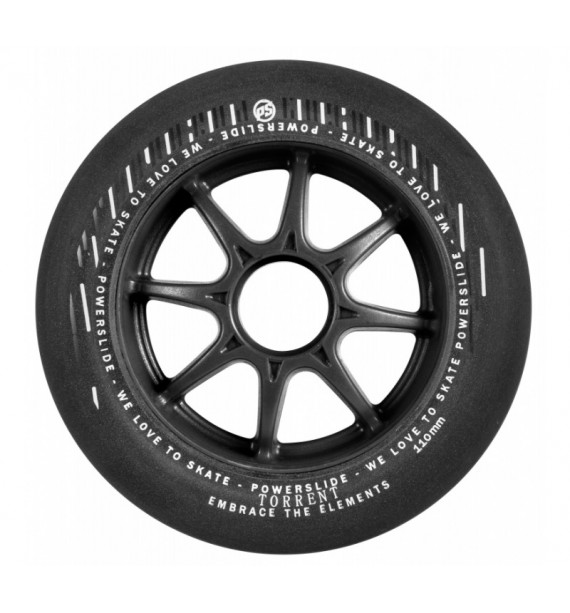 PS
POWERSLIDE - WE LOVE TO SKATE POWERSLIDE - WE LOVE TO SKATE - POWERSLIDE - WE LOVE TO SKATE - POWERSLIDE - WE LOVE TO SKATE -
110mm
TORRENT
EMBRACE THE ELEMENTS